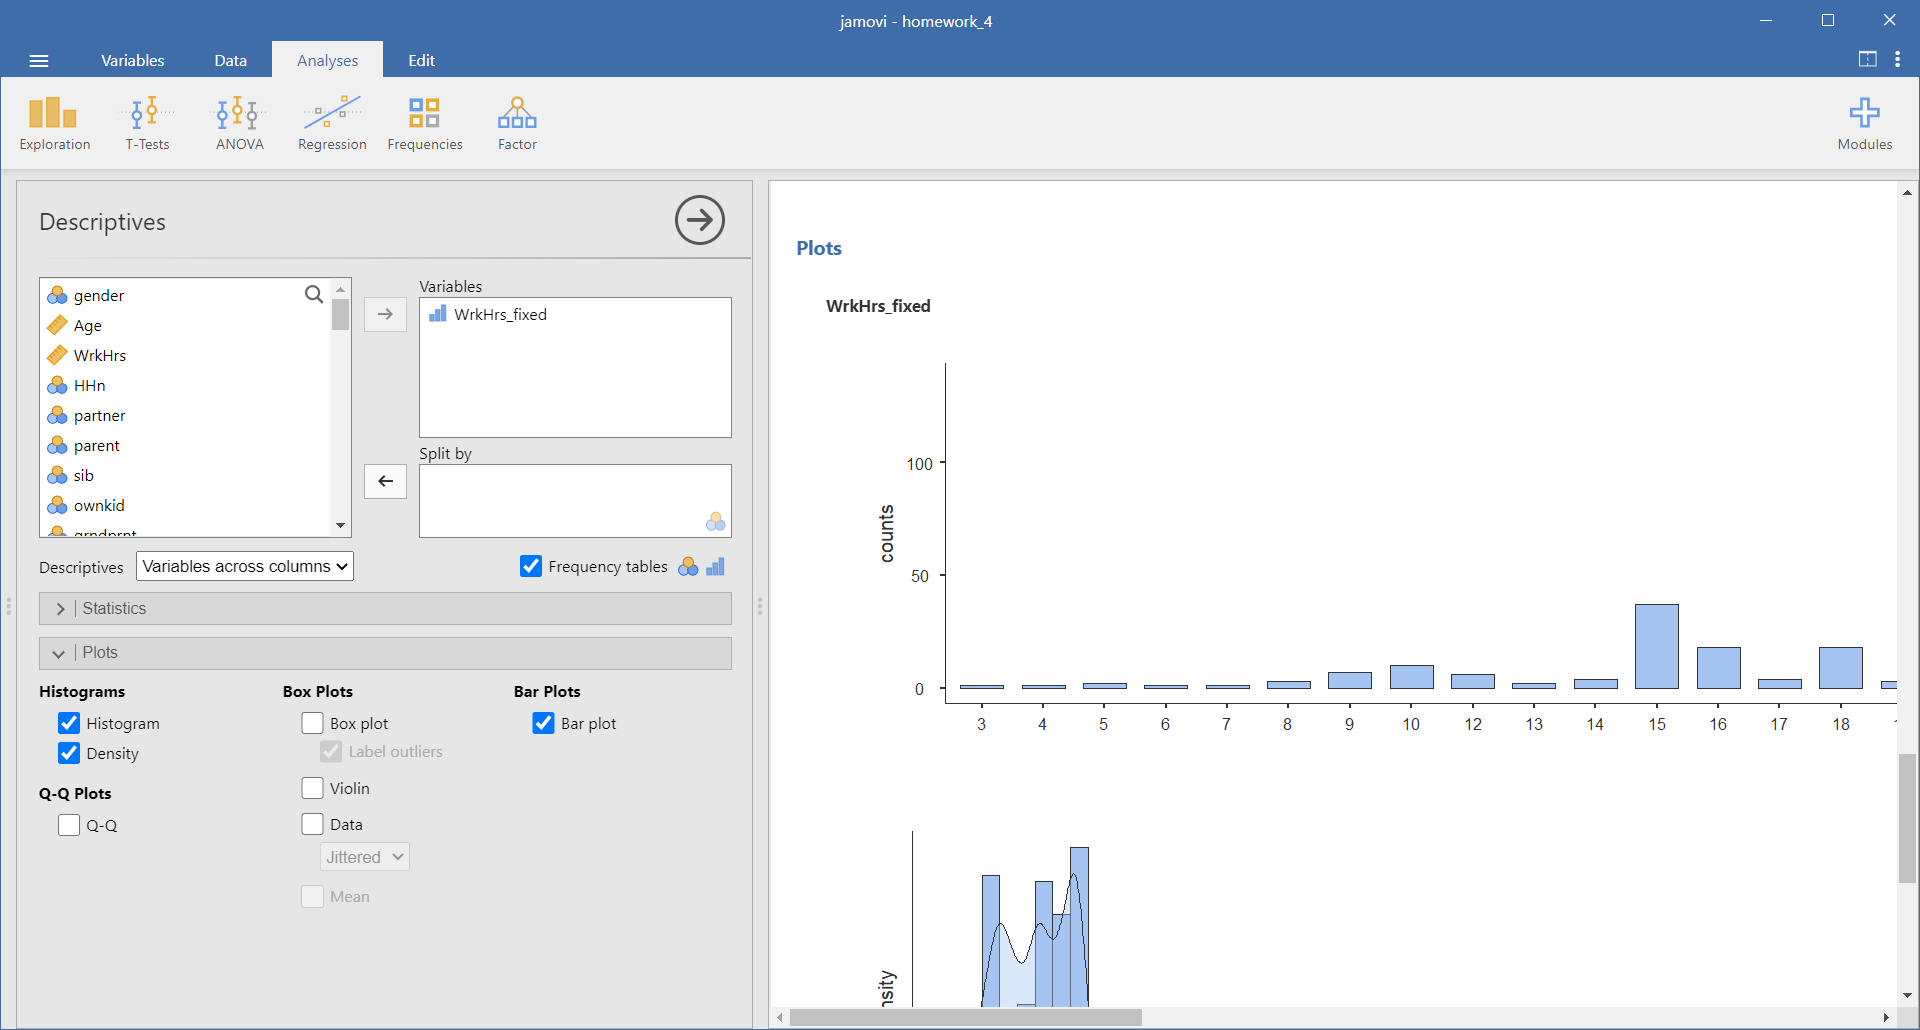 jamovi - homework_4
Variables
Data
Analyses
Edit
Exploration
T-Tests
ANOVA
Regression
Frequencies
Factor
Modules
Descriptives
gender
Age
WrkHrs
HHn
partner
parent
sib
ownkid
grndprnt
Variables
WrkHrs_fixed
Split by
Descriptives
Variables across columns
Frequency tables
Statistics
Plots
Histograms
Histogram
Density
Q-Q Plots
Q-Q
Box Plots
Box plot
Label outliers
Violin
Data
Jittered
Mean
Bar Plots
Bar plot
Plots
WrkHrs_fixed
counts
100
50
0
3 4 5 6 7 8 9 10 12 13 14 15 16 17 18
nsity